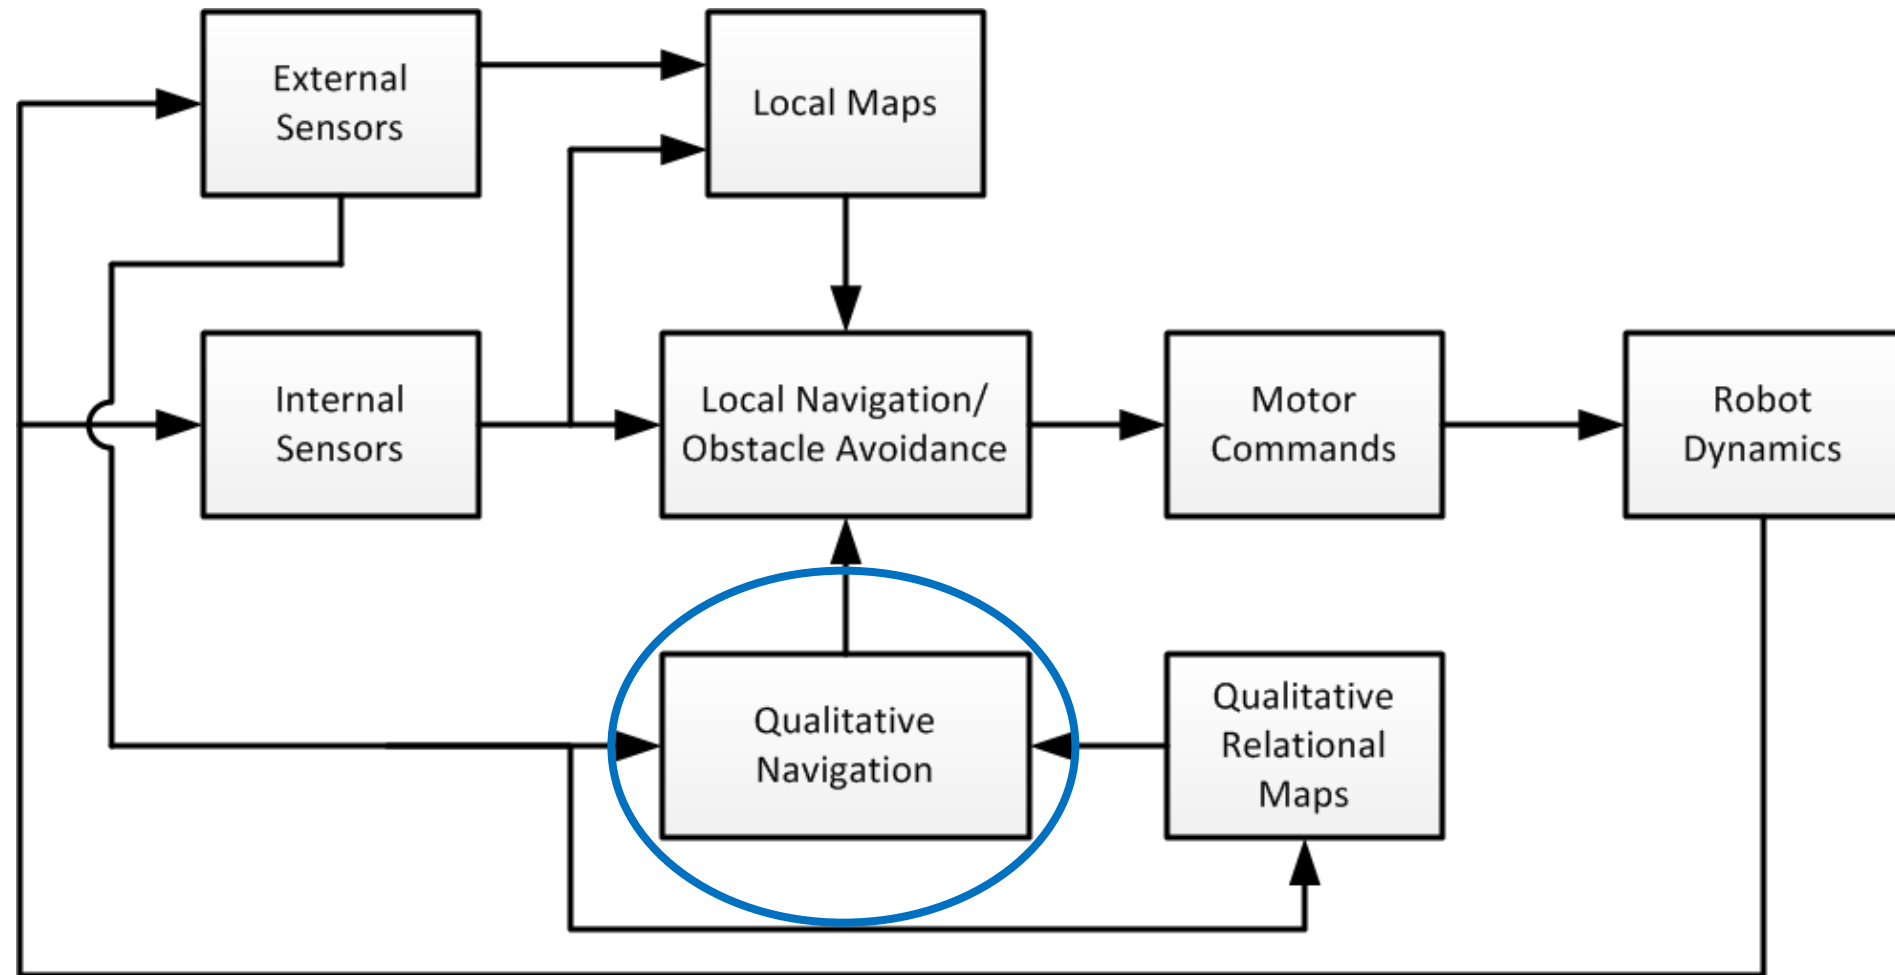 External
Sensors
Local Maps
Internal
Sensors
Local Navigation/
Obstacle Avoidance
Motor
Commands
Robot
Dynamics
Qualitative
Navigation
Qualitative
Relational
Maps